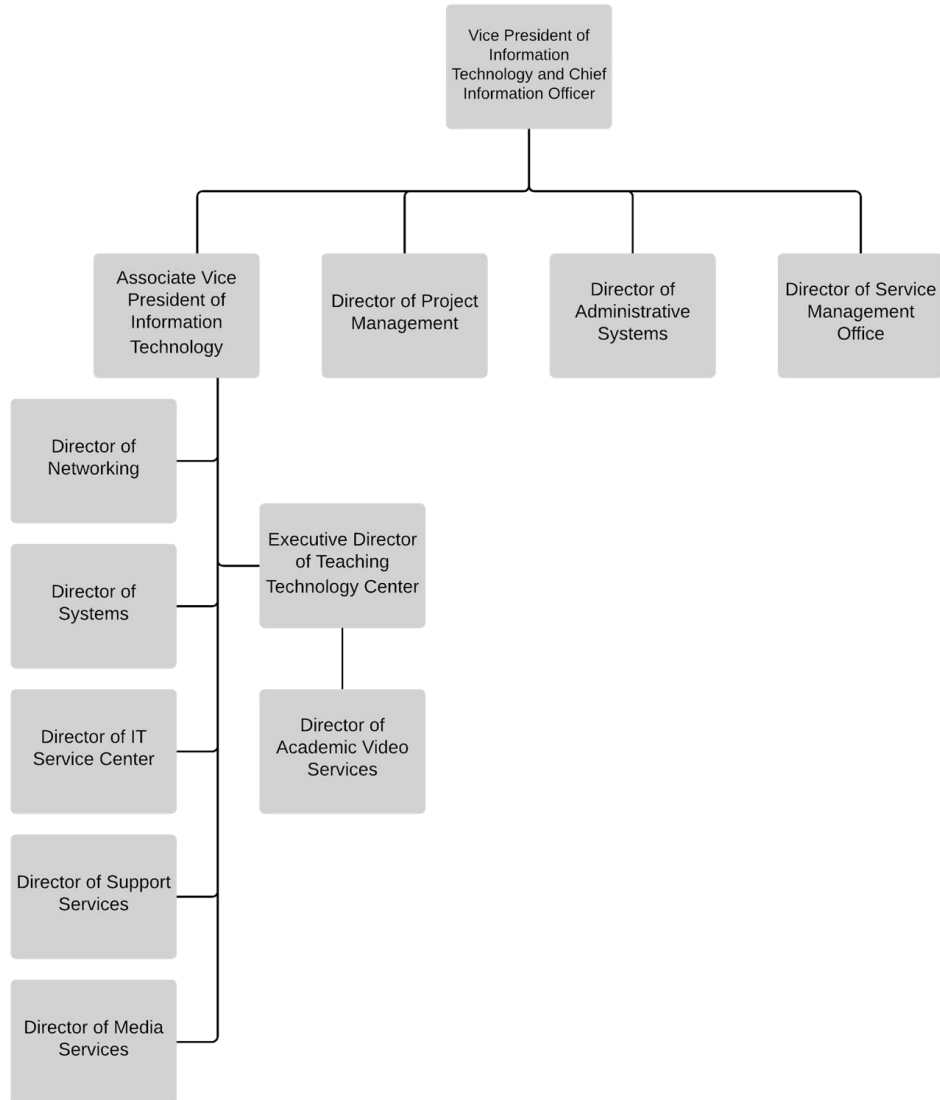 Vice President of
Information
Technology and Chief
Information Officer
Associate Vice
President of
Information
Technology
Director of Project
Management
Director of
Administrative
Systems
Director of Service
Management
Office
Director of
Networking
Executive Director
of Teaching
Technology Center
Director of
Systems
Director of IT
Service Center
Director of
Academic Video
Services
Director of Support
Services
Director of Media
Services